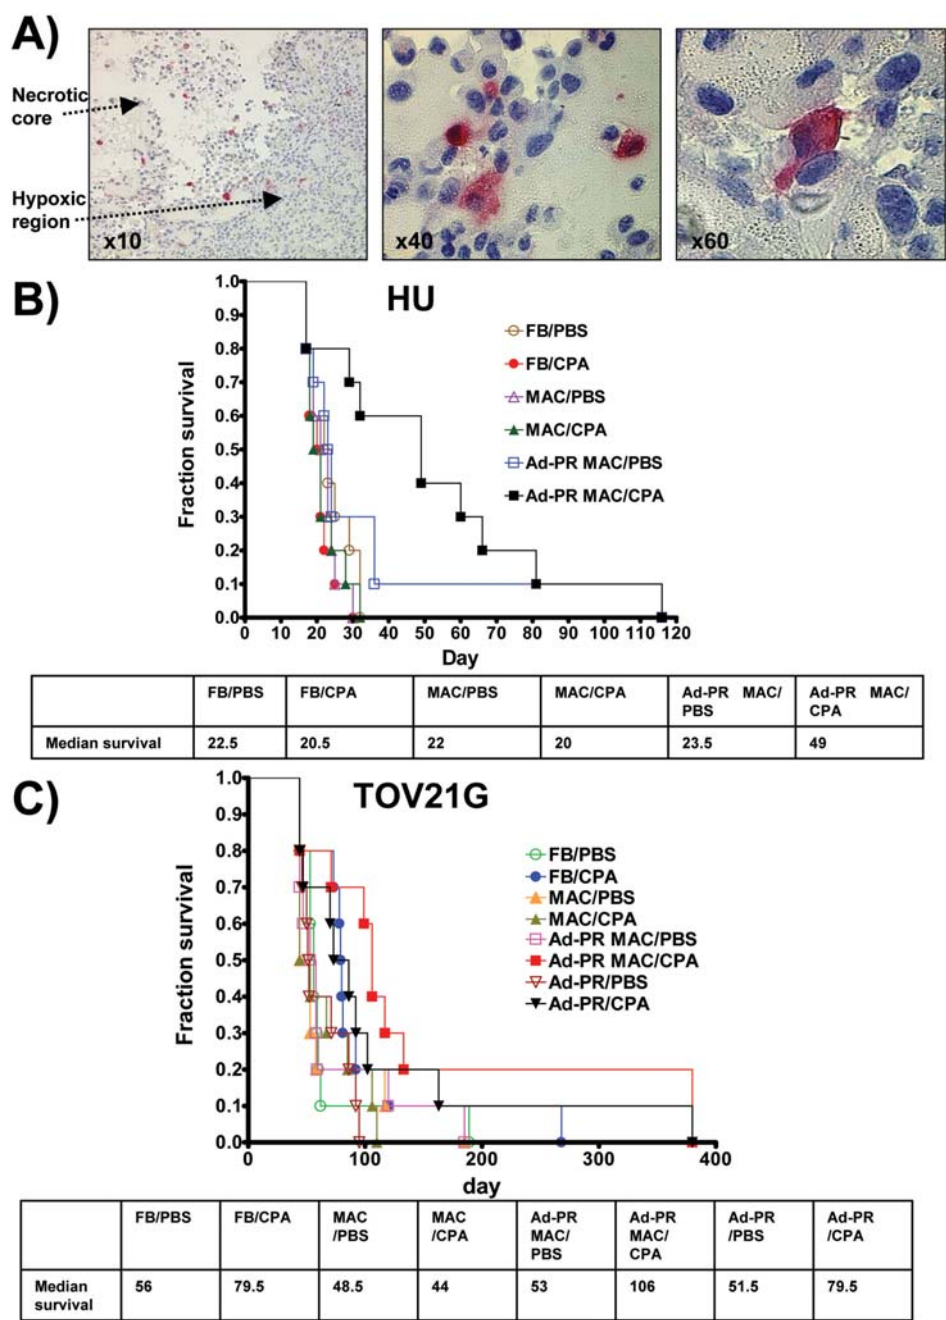 A)
Necrotic
core
Hypoxic
region
x10
x40
x60
B)
HU
1.0
0.9
0.8
0.7
0.6
0.5
0.4
0.3
0.2
0.1
0.0
Fraction survival
0 10 20 30 40 50 60 70 80 90 100 110 120
Day
FB/PBS
FB/CPA
MAC/PBS
MAC/CPA
Ad-PR MAC/PBS
Ad-PR MAC/CPA
FB/PBS FB/CPA MAC/PBS MAC/CPA Ad-PR MAC/ Ad-PR MAC/
PBS CPA
Median survival 22.5 20.5 22 20 23.5 49
C)
TOV21G
1.0
0.9
0.8
0.7
0.6
0.5
0.4
0.3
0.2
0.1
0.0
Fraction survival
0 100 200 300 400
day
FB/PBS
FB/CPA
MAC/PBS
MAC/CPA
Ad-PR MAC/PBS
Ad-PR MAC/CPA
Ad-PR/PBS
Ad-PR/CPA
FB/PBS FB/CPA MAC MAC Ad-PR Ad-PR Ad-PR Ad-PR
/PBS /CPA MAC/ MAC/ /PBS /CPA
PBS CPA
Median 56 79.5 48.5 44 53 106 51.5 79.5
survival